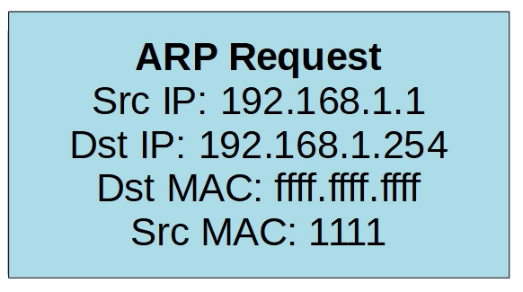 ARP Request
Src IP: 192.168.1.1
Dst IP: 192.168.1.254
Dst MAC: ffff.ffff.ffff
Src MAC: 1111